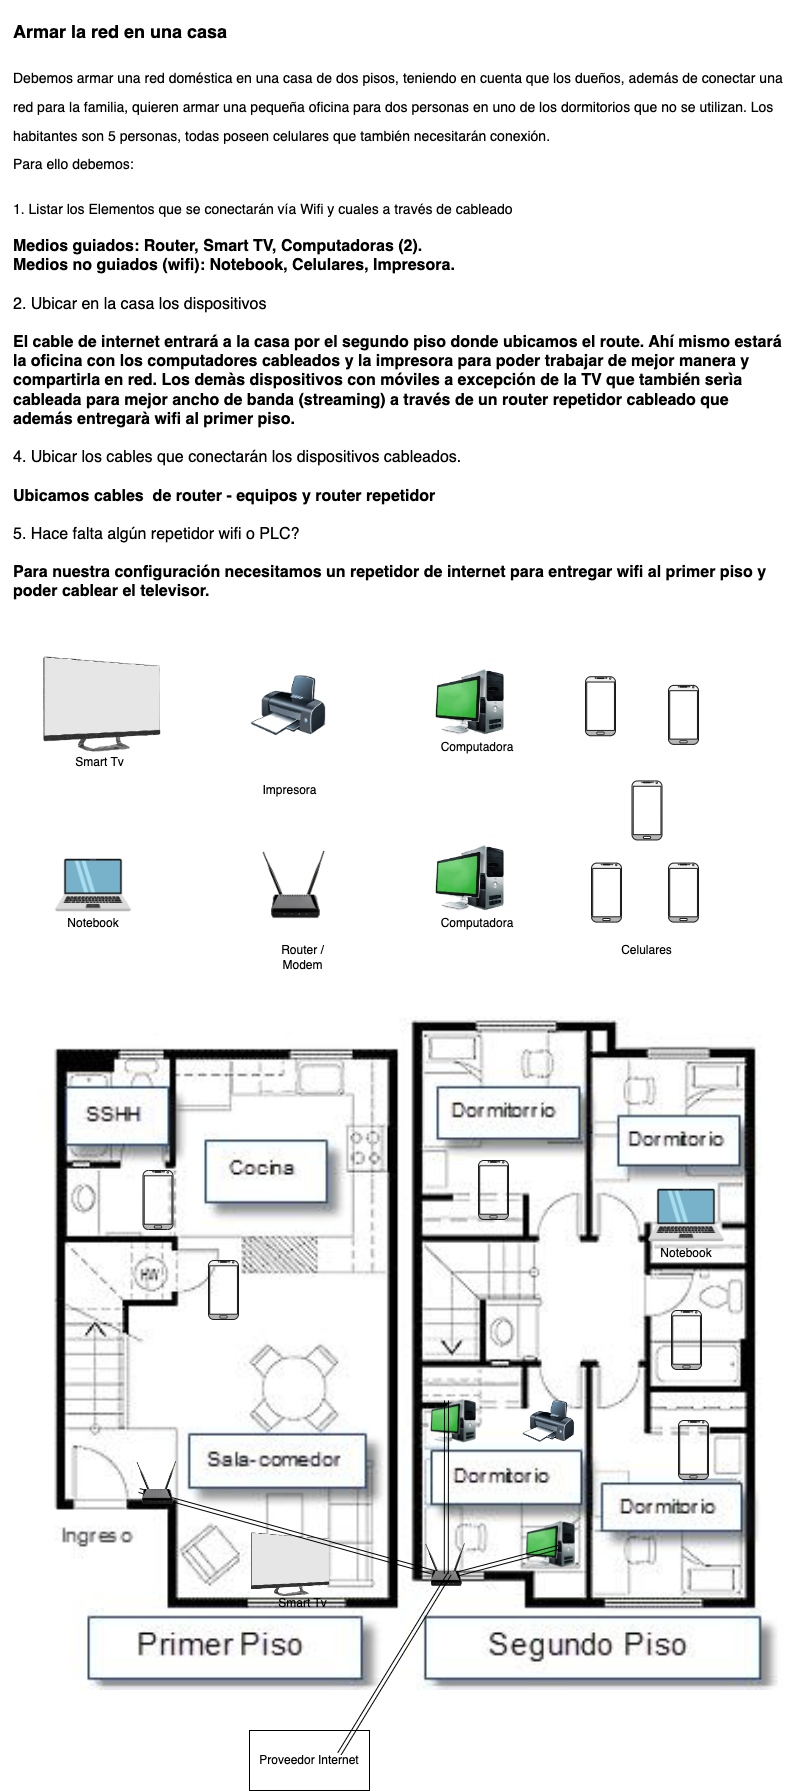 Armar la red en una casa
Debemos armar una red doméstica en una casa de dos pisos, teniendo en cuenta que los dueños, además de conectar una
red para la familia, quieren armar una pequeña oficina para dos personas en uno de los dormitorios que no se utilizan. Los
habitantes son 5 personas, todas poseen celulares que también necesitarán conexión.
Para ello debemos:
1. Listar los Elementos que se conectarán vía Wifi y cuales a través de cableado
Medios guiados: Router, Smart TV, Computadoras (2).
Medios no guiados (wifi): Notebook, Celulares, Impresora.
2. Ubicar en la casa los dispositivos
El cable de internet entrará a la casa por el segundo piso donde ubicamos el route. Ahí mismo estará
la oficina con los computadores cableados y la impresora para poder trabajar de mejor manera y
compartirla en red. Los demàs dispositivos con móviles a excepción de la TV que también serìa
cableada para mejor ancho de banda (streaming) a través de un router repetidor cableado que
además entregarà wifi al primer piso.
4. Ubicar los cables que conectarán los dispositivos cableados.
Ubicamos cables  de router - equipos y router repetidor
5. Hace falta algún repetidor wifi o PLC?
Para nuestra configuración necesitamos un repetidor de internet para entregar wifi al primer piso y
poder cablear el televisor.
Smart Tv
Impresora
Computadora
Notebook
Router /
Modem
Computadora
Celulares
SSHH
Cocina
HW
Sala-comedor
Ingreso
Smart Tv
Primer Piso
Dormitorrio
Dormitorio
Notebook
Dormitorio
Dormitorio
Segundo Piso
Proveedor Internet